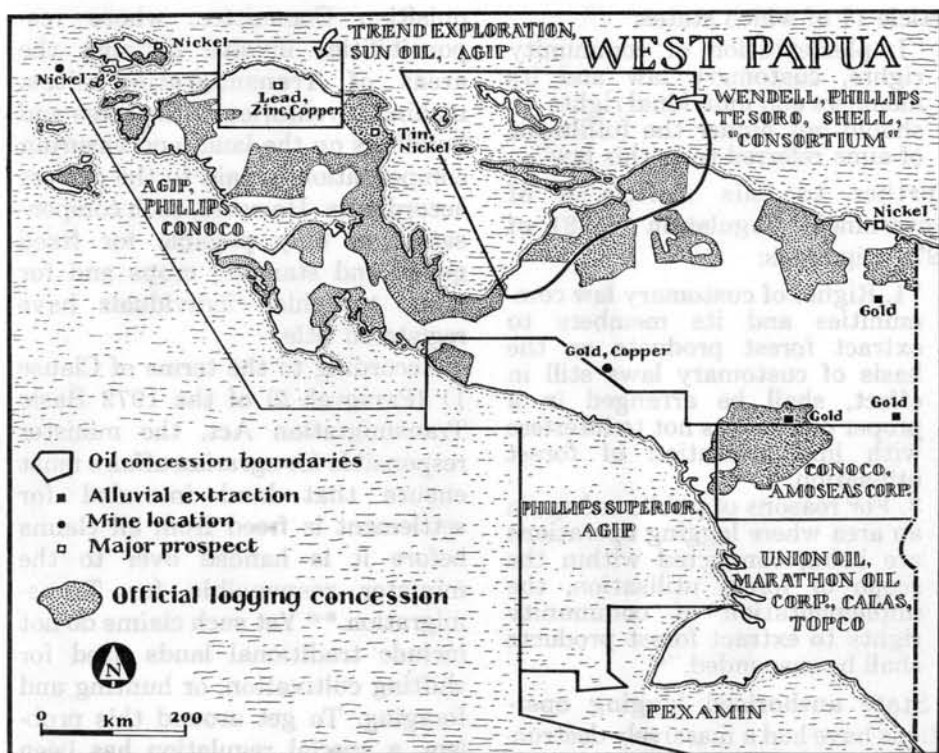 Nickel
Nickel
TREND EXPLORATION,
SUN OIL, AGIP
WEST PAPUA
Lead,
Zinc, Copper
Tin,
Nickel
WENDELL, PHILLIPS
TESORO, SHELL,
"CONSORTIUM"
AGIP,
PHILLIPS,
CONOCO
Nickel
Gold
Gold, Copper
Gold
Gold
CONOCO,
AMOSEAS CORP.
PHILLIPS SUPERIOR,
AGIP
UNION OIL,
MARATHON OIL
CORP., CALAS,
TOPCO
PEXAMIN
Oil concession boundaries
Alluvial extraction
Mine location
Major prospect
Official logging concession
N
0 km 200